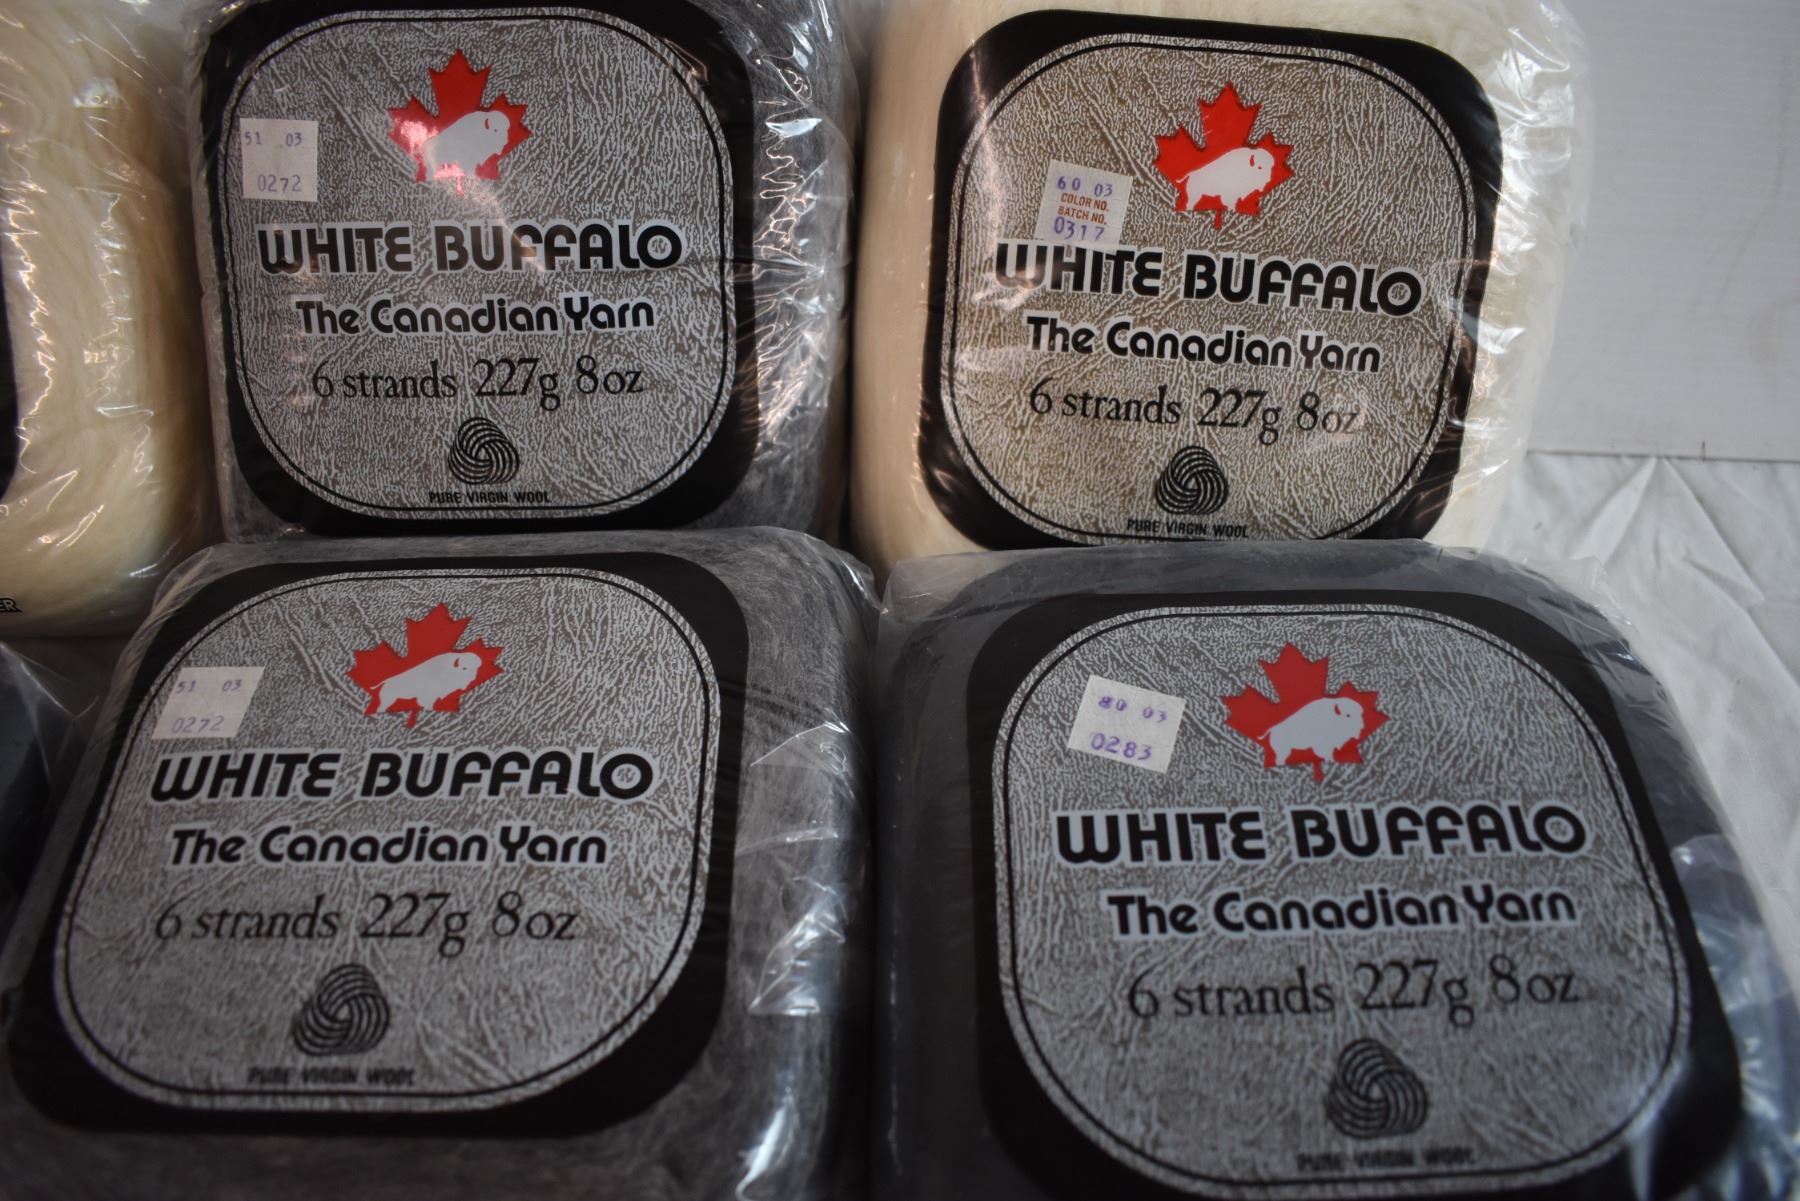 51 03
0272
WHITE BUFFALO
The Canadian Yarn
6 strands 227g 8oz
PURE VIRGIN WOOL
60 03
COLOR NO.
BATCH NO.
0317
WHITE BUFFALO
The Canadian Yarn
6 strands 227g 8oz
PURE VIRGIN WOOL
ER
51 03
0272
WHITE BUFFALO
The Canadian Yarn
6 strands 227g 8oz
PURE VIRGIN WOOL
80 03
0283
WHITE BUFFALO
The Canadian Yarn
6 strands 227g 8oz
PURE VIRGIN WOOL